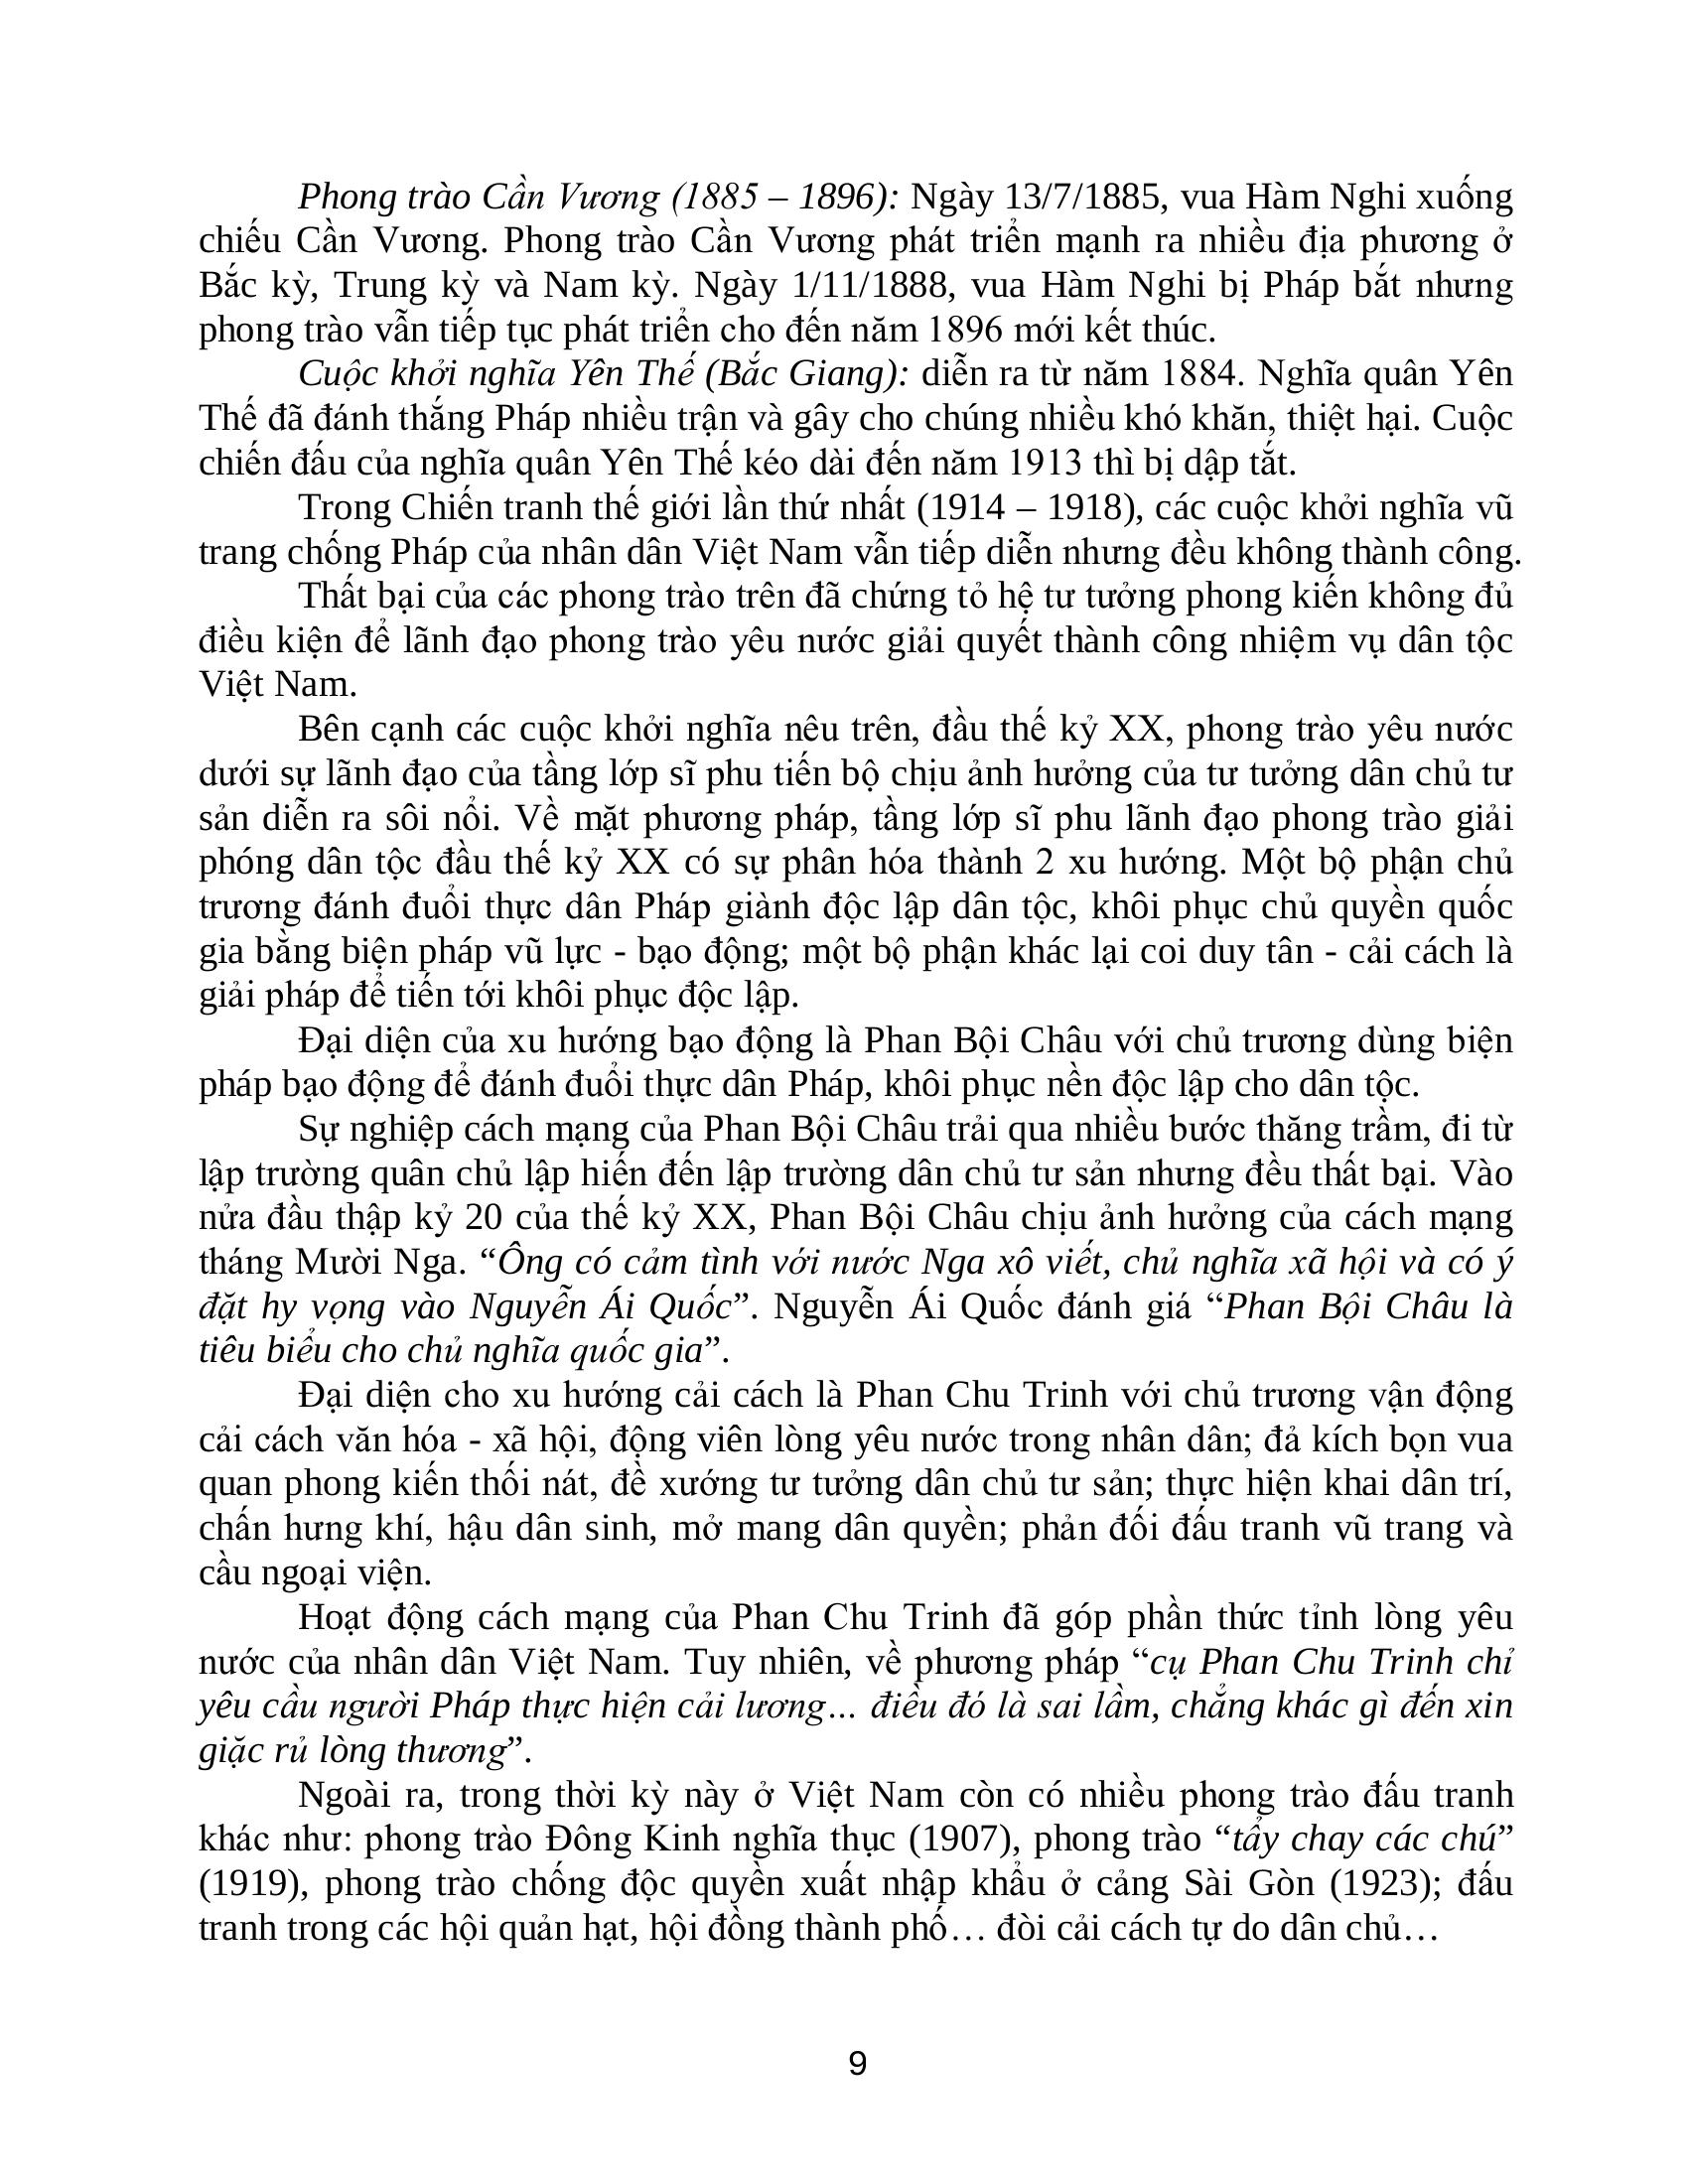 Phong trào Cần Vương (1885 – 1896): Ngày 13/7/1885, vua Hàm Nghi xuống
chiếu Cần Vương. Phong trào Cần Vương phát triển mạnh ra nhiều địa phương ở
Bắc kỳ, Trung kỳ và Nam kỳ. Ngày 1/11/1888, vua Hàm Nghi bị Pháp bắt nhưng
phong trào vẫn tiếp tục phát triển cho đến năm 1896 mới kết thúc.
Cuộc khởi nghĩa Yên Thế (Bắc Giang): diễn ra từ năm 1884. Nghĩa quân Yên
Thế đã đánh thắng Pháp nhiều trận và gây cho chúng nhiều khó khăn, thiệt hại. Cuộc
chiến đấu của nghĩa quân Yên Thế kéo dài đến năm 1913 thì bị dập tắt.
Trong Chiến tranh thế giới lần thứ nhất (1914 – 1918), các cuộc khởi nghĩa vũ
trang chống Pháp của nhân dân Việt Nam vẫn tiếp diễn nhưng đều không thành công.
Thất bại của các phong trào trên đã chứng tỏ hệ tư tưởng phong kiến không đủ
điều kiện để lãnh đạo phong trào yêu nước giải quyết thành công nhiệm vụ dân tộc
Việt Nam.
Bên cạnh các cuộc khởi nghĩa nêu trên, đầu thế kỷ XX, phong trào yêu nước
dưới sự lãnh đạo của tầng lớp sĩ phu tiến bộ chịu ảnh hưởng của tư tưởng dân chủ tư
sản diễn ra sôi nổi. Về mặt phương pháp, tầng lớp sĩ phu lãnh đạo phong trào giải
phóng dân tộc đầu thế kỷ XX có sự phân hóa thành 2 xu hướng. Một bộ phận chủ
trương đánh đuổi thực dân Pháp giành độc lập dân tộc, khôi phục chủ quyền quốc
gia bằng biện pháp vũ lực - bạo động; một bộ phận khác lại coi duy tân - cải cách là
giải pháp để tiến tới khôi phục độc lập.
Đại diện của xu hướng bạo động là Phan Bội Châu với chủ trương dùng biện
pháp bạo động để đánh đuổi thực dân Pháp, khôi phục nền độc lập cho dân tộc.
Sự nghiệp cách mạng của Phan Bội Châu trải qua nhiều bước thăng trầm, đi từ
lập trường quân chủ lập hiến đến lập trường dân chủ tư sản nhưng đều thất bại. Vào
nửa đầu thập kỷ 20 của thế kỷ XX, Phan Bội Châu chịu ảnh hưởng của cách mạng
tháng Mười Nga. “Ông có cảm tình với nước Nga xô viết, chủ nghĩa xã hội và có ý
đặt hy vọng vào Nguyễn Ái Quốc”. Nguyễn Ái Quốc đánh giá “Phan Bội Châu là
tiêu biểu cho chủ nghĩa quốc gia”.
Đại diện cho xu hướng cải cách là Phan Chu Trinh với chủ trương vận động
cải cách văn hóa - xã hội, động viên lòng yêu nước trong nhân dân; đả kích bọn vua
quan phong kiến thối nát, đề xướng tư tưởng dân chủ tư sản; thực hiện khai dân trí,
chấn hưng khí, hậu dân sinh, mở mang dân quyền; phản đối đấu tranh vũ trang và
cầu ngoại viện.
Hoạt động cách mạng của Phan Chu Trinh đã góp phần thức tỉnh lòng yêu
nước của nhân dân Việt Nam. Tuy nhiên, về phương pháp “cụ Phan Chu Trinh chỉ
yêu cầu người Pháp thực hiện cải lương… điều đó là sai lầm, chẳng khác gì đến xin
giặc rủ lòng thương”.
Ngoài ra, trong thời kỳ này ở Việt Nam còn có nhiều phong trào đấu tranh
khác như: phong trào Đông Kinh nghĩa thục (1907), phong trào “tẩy chay các chú”
(1919), phong trào chống độc quyền xuất nhập khẩu ở cảng Sài Gòn (1923); đấu
tranh trong các hội quản hạt, hội đồng thành phố… đòi cải cách tự do dân chủ…
9